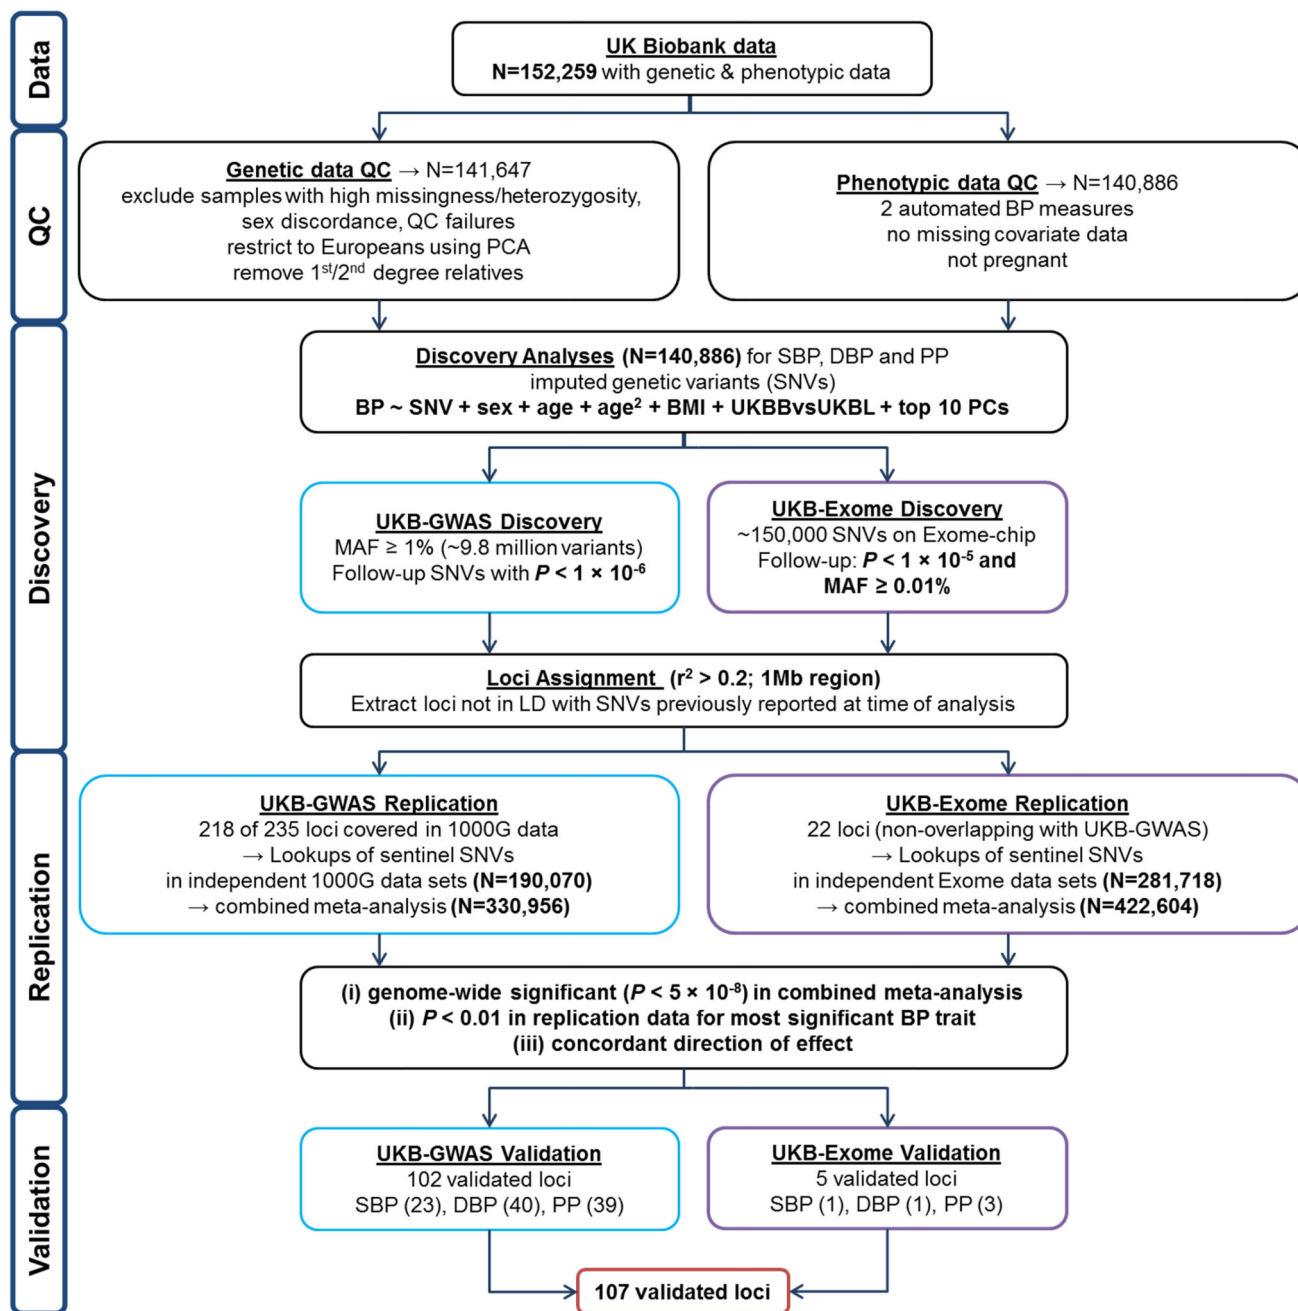 Data
UK Biobank data
N=152,259 with genetic & phenotypic data
QC
Genetic data QC → N=141,647
exclude samples with high missingness/heterozygosity,
sex discordance, QC failures
restrict to Europeans using PCA
remove 1st/2nd degree relatives
Phenotypic data QC → N=140,886
2 automated BP measures
no missing covariate data
not pregnant
Discovery
Discovery Analyses (N=140,886) for SBP, DBP and PP
imputed genetic variants (SNVs)
BP ~ SNV + sex + age + age² + BMI + UKBBvsUKBL + top 10 PCs
UKB-GWAS Discovery
MAF ≥ 1% (~9.8 million variants)
Follow-up SNVs with P < 1 × 10⁻⁶
UKB-Exome Discovery
~150,000 SNVs on Exome-chip
Follow-up: P < 1 × 10⁻⁵ and
MAF ≥ 0.01%
Loci Assignment (r² > 0.2; 1Mb region)
Extract loci not in LD with SNVs previously reported at time of analysis
Replication
UKB-GWAS Replication
218 of 235 loci covered in 1000G data
→ Lookups of sentinel SNVs
in independent 1000G data sets (N=190,070)
→ combined meta-analysis (N=330,956)
UKB-Exome Replication
22 loci (non-overlapping with UKB-GWAS)
→ Lookups of sentinel SNVs
in independent Exome data sets (N=281,718)
→ combined meta-analysis (N=422,604)
(i) genome-wide significant (P < 5 × 10⁻⁸) in combined meta-analysis
(ii) P < 0.01 in replication data for most significant BP trait
(iii) concordant direction of effect
Validation
UKB-GWAS Validation
102 validated loci
SBP (23), DBP (40), PP (39)
UKB-Exome Validation
5 validated loci
SBP (1), DBP (1), PP (3)
107 validated loci